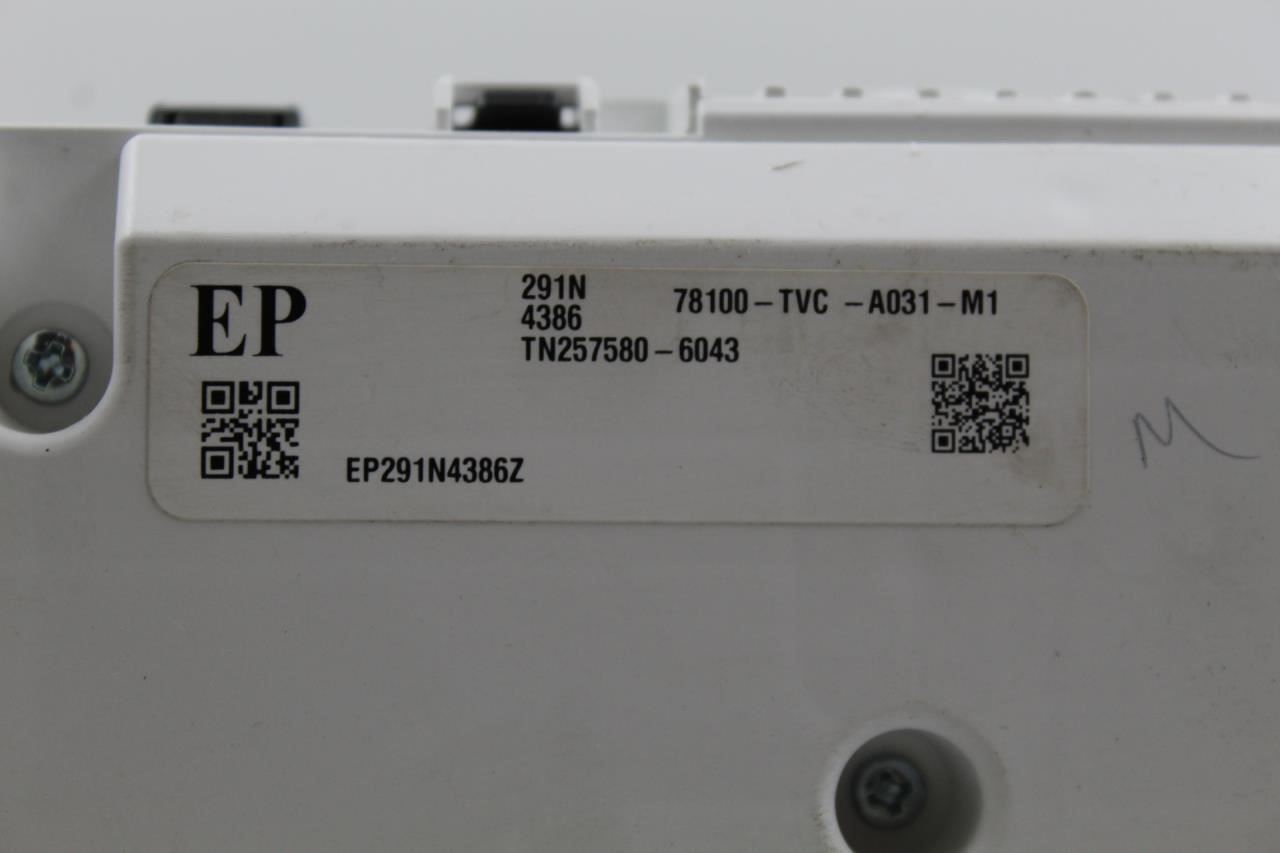 EP
291N
4386
78100-TVC -A031-M1
TN257580-6043
EP291N4386Z
M